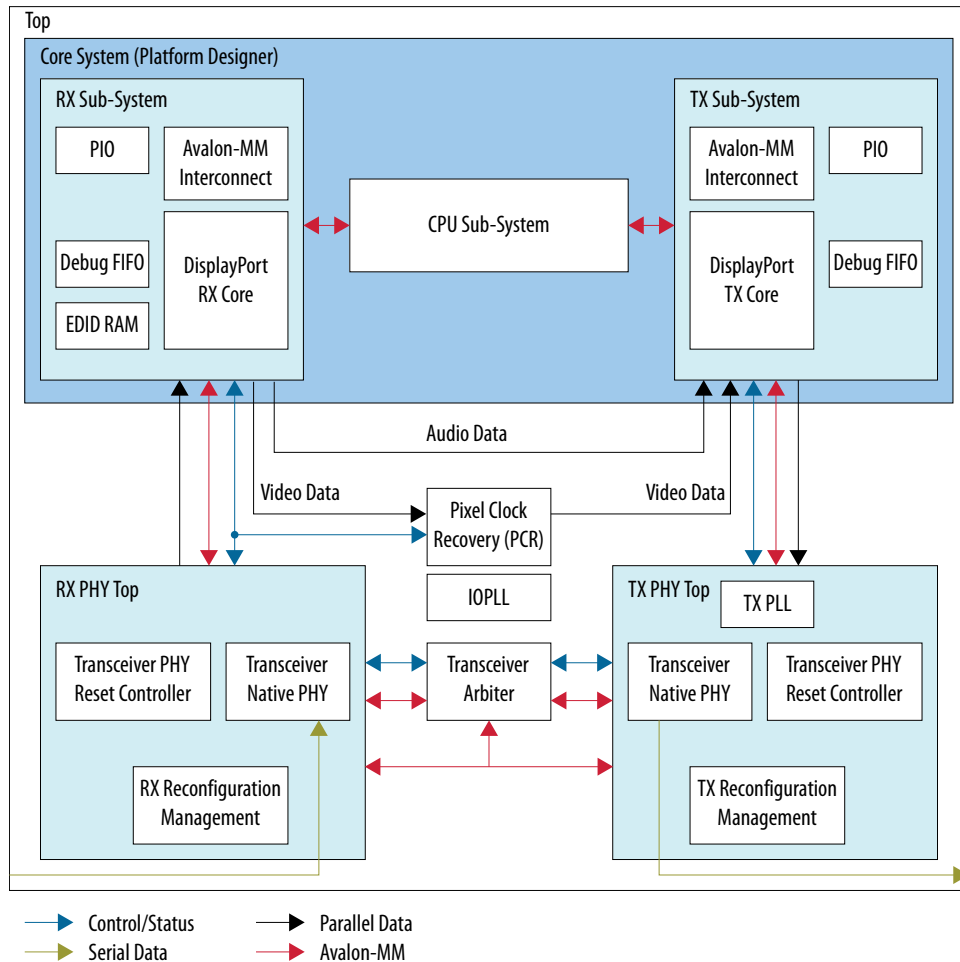 Top
Core System (Platform Designer)
RX Sub-System
PIO
Avalon-MM
Interconnect
Debug FIFO
DisplayPort
RX Core
EDID RAM
CPU Sub-System
TX Sub-System
Avalon-MM
Interconnect
PIO
DisplayPort
TX Core
Debug FIFO
Audio Data
Video Data
Pixel Clock
Recovery (PCR)
Video Data
IOPLL
RX PHY Top
Transceiver PHY
Reset Controller
Transceiver
Native PHY
RX Reconfiguration
Management
Transceiver
Arbiter
TX PHY Top
TX PLL
Transceiver
Native PHY
Transceiver PHY
Reset Controller
TX Reconfiguration
Management
Control/Status
Parallel Data
Serial Data
Avalon-MM